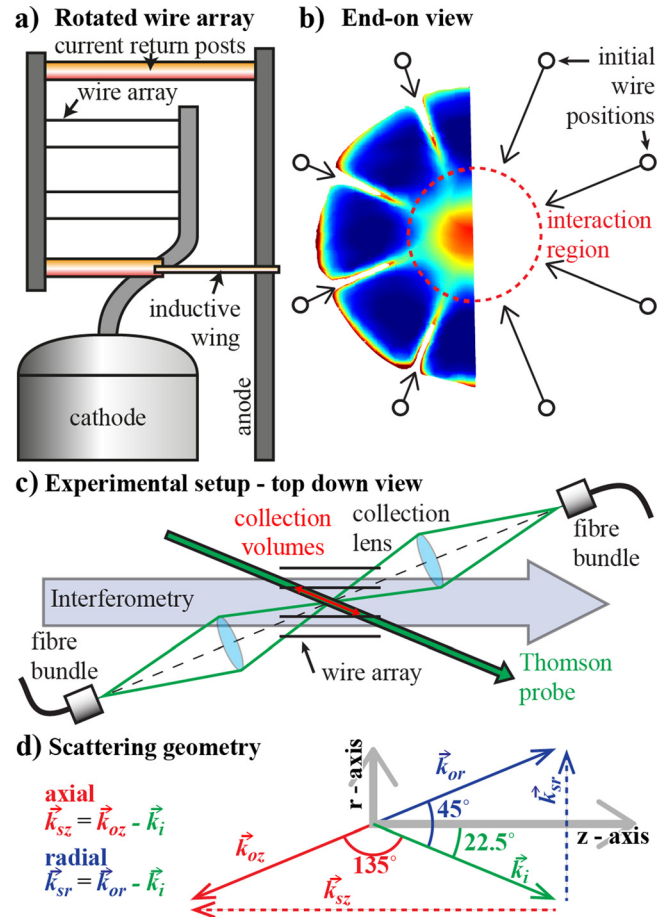 a) Rotated wire array
current return posts
wire array
inductive
wing
cathode
anode
b) End-on view
initial
wire
positions
interaction
region
c) Experimental setup - top down view
collection
volumes
collection
lens
fibre
bundle
Interferometry
fibre
bundle
wire array
Thomson
probe
d) Scattering geometry
axial
k⃗sz = k⃗oz - k⃗i
radial
k⃗sr = k⃗or - k⃗i
r - axis
k⃗or
k⃗sr
45°
z - axis
22.5°
k⃗oz
135°
k⃗i
k⃗sz